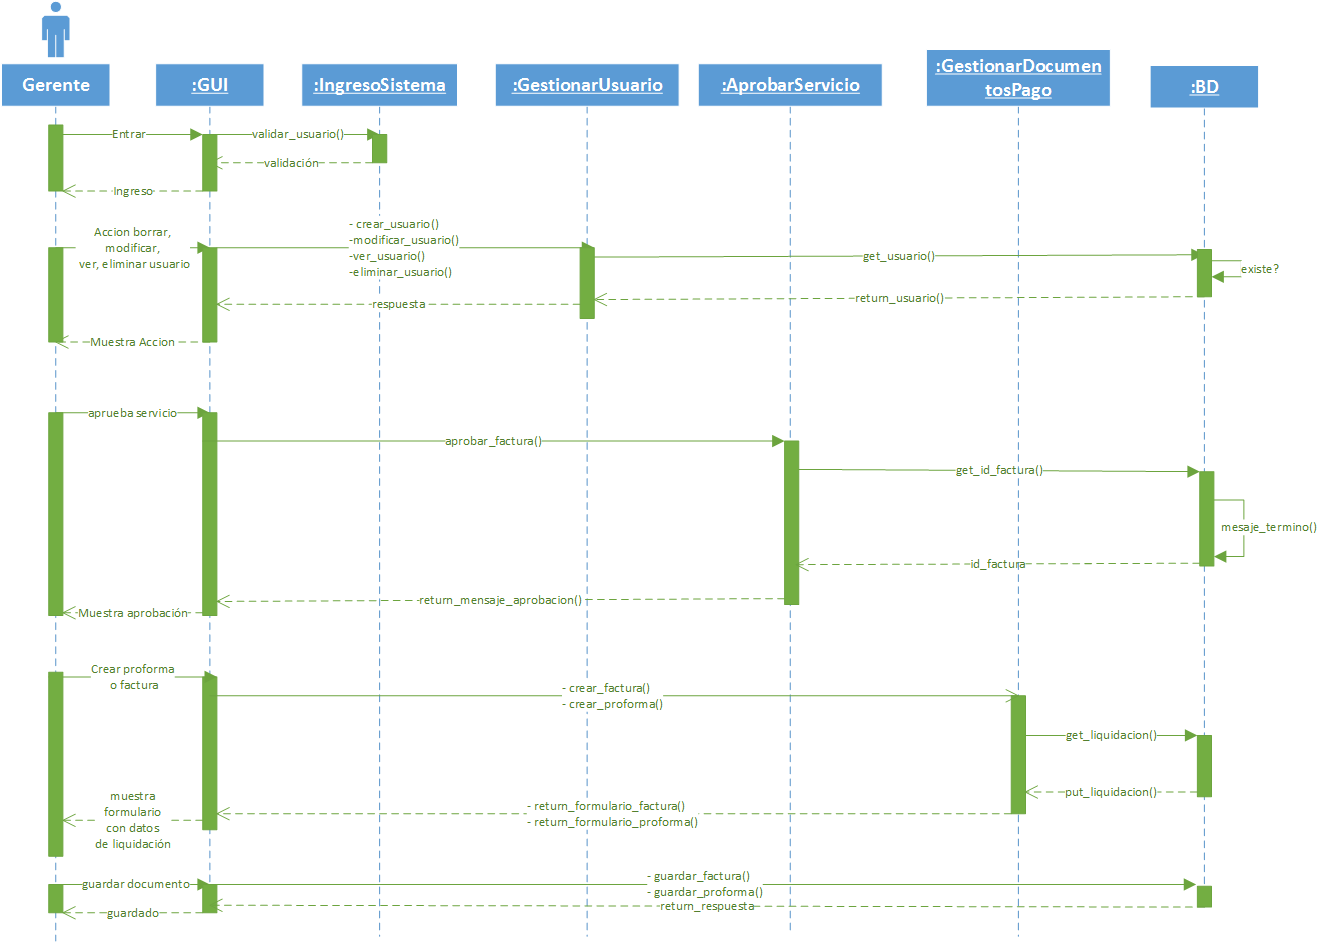 Gerente
:GUI
:IngresoSistema
:GestionarUsuario
:AprobarServicio
:GestionarDocumen
tosPago
:BD
Entrar
validar_usuario()
validación
Ingreso
Accion borrar,
modificar,
ver, eliminar usuario
- crear_usuario()
-modificar_usuario()
-ver_usuario()
-eliminar_usuario()
get_usuario()
existe?
return_usuario()
respuesta
Muestra Accion
aprueba servicio
aprobar_factura()
get_id_factura()
mesaje_termino()
id_factura
return_mensaje_aprobacion()
Muestra aprobación
Crear proforma
o factura
- crear_factura()
- crear_proforma()
get_liquidacion()
put_liquidacion()
- return_formulario_factura()
- return_formulario_proforma()
muestra
formulario
con datos
de liquidación
guardar documento
- guardar_factura()
- guardar_proforma()
return_respuesta
guardado